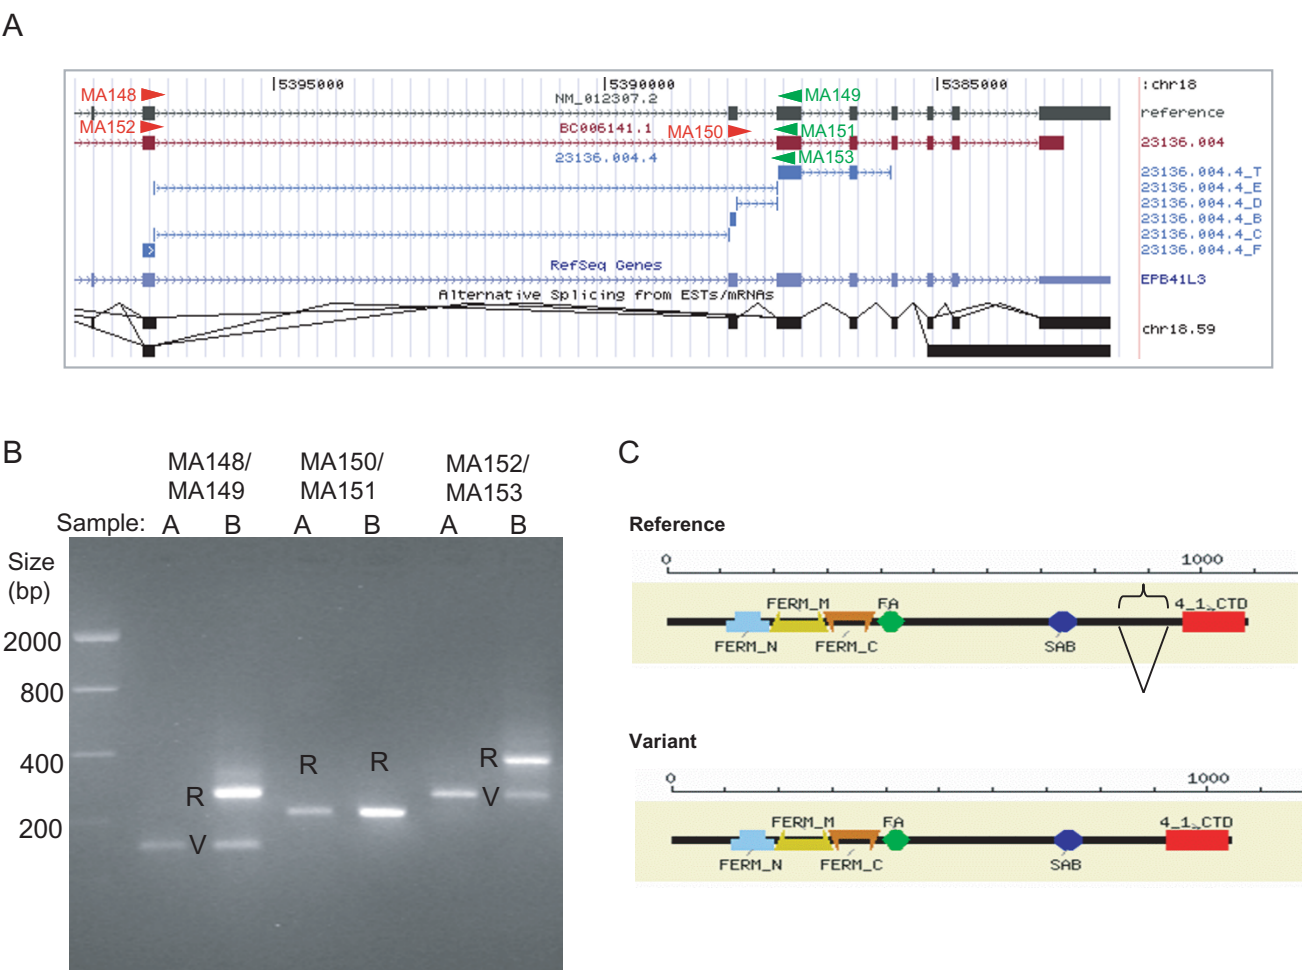 A
5395000 5390000 5385000 :chr18
MA148 NM_012307.2 MA149 reference
MA152 BC006141.1 MA150 MA151 23136.004
23136.004.4 MA153
23136.004.4_T
23136.004.4_E
23136.004.4_D
23136.004.4_B
23136.004.4_C
23136.004.4_F
RefSeq Genes
EPB41L3
Alternative Splicing from ESTs/mRNAs
chr18.59
B
MA148/ MA150/ MA152/
MA149 MA151 MA153
Sample: A B A B A B
Size
(bp)
2000
800
400
200
R R R R
V V
C
Reference
0 1000
FERM_M FA 4_1_CTD
FERM_N FERM_C SAB
Variant
0 1000
FERM_M FA 4_1_CTD
FERM_N FERM_C SAB